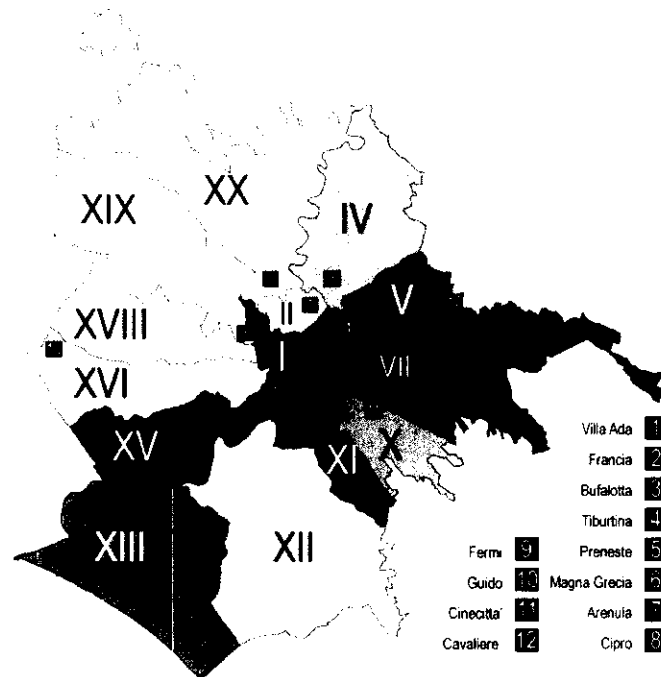 XX
XIX
IV
II
V
XVIII
I
VII
XVI
X
XV
XI
XIII
XII
Villa Ada 1
Francia 2
Bufalotta 3
Tiburtina 4
Fermi 9 Preneste 5
Guido 10 Magna Grecia 6
Cinecitta' 11 Arenula 7
Cavaliere 12 Cipro 8